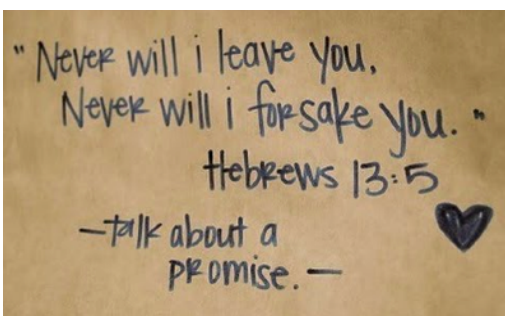 "Never will i leave you,
Never will i forsake you."
Hebrews 13:5
-talk about a
promise.-